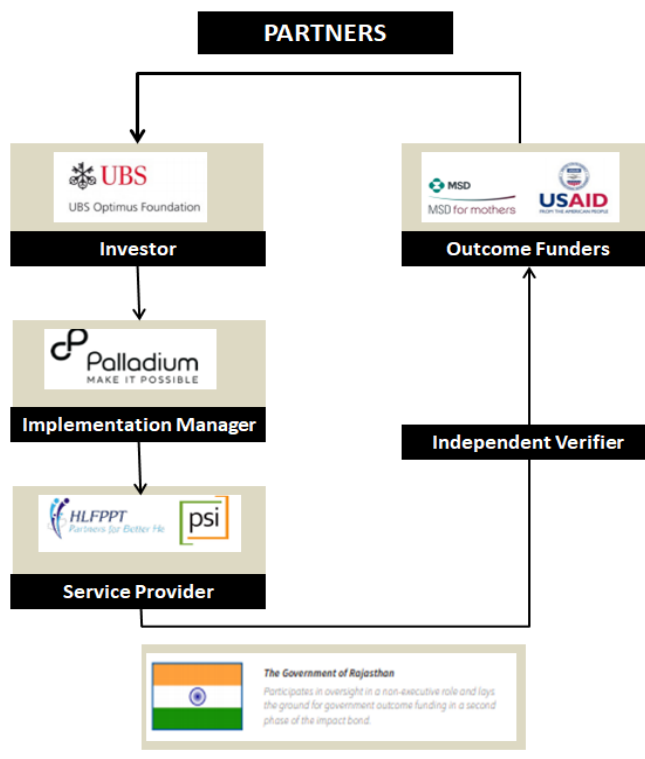 PARTNERS
UBS
UBS Optimus Foundation
Investor
MSD
MSD for mothers
USAID
FROM THE AMERICAN PEOPLE
Outcome Funders
Palladium
MAKE IT POSSIBLE
Implementation Manager
Independent Verifier
HLFPPT
Partners for Better He
psi
Service Provider
The Government of Rajasthan
Participates in oversight in a non-executive role and lays
the ground for government outcome funding in a second
phase of the impact bond.